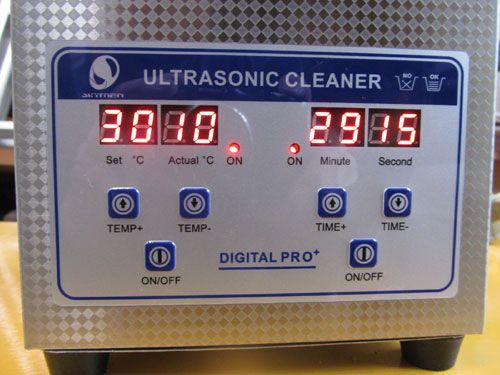 SKYMEN
ULTRASONIC CLEANER
NO
OK
30 10 29 15
Set °C Actual °C ON ON Minute Second
TEMP+ TEMP- TIME+ TIME-
DIGITAL PRO+
ON/OFF ON/OFF